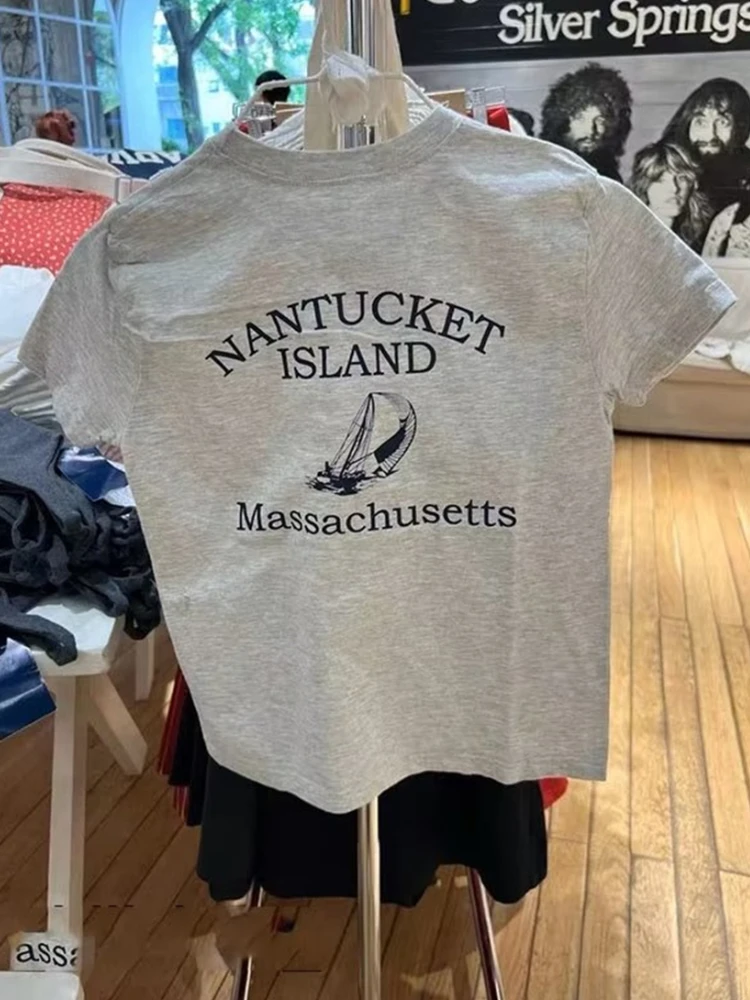 Silver Springs
NANTUCKET
ISLAND
Massachusetts
assa